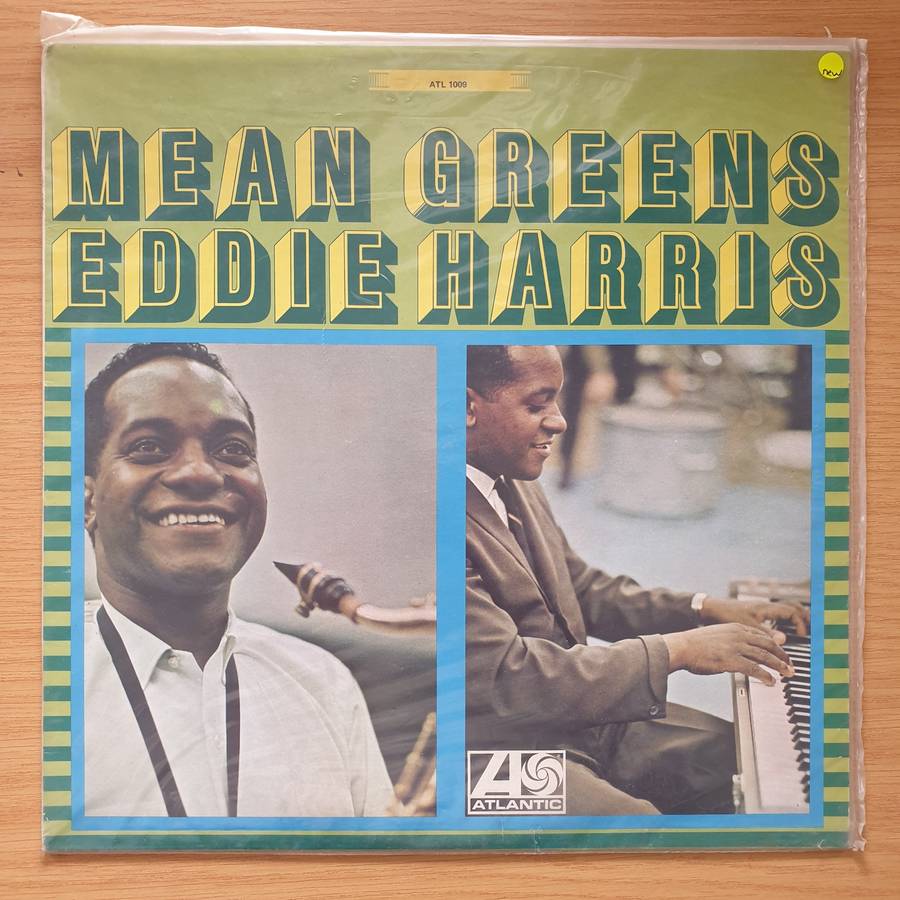 new
ATL 1009
MEAN GREENS
EDDIE HARRIS
ATLANTIC